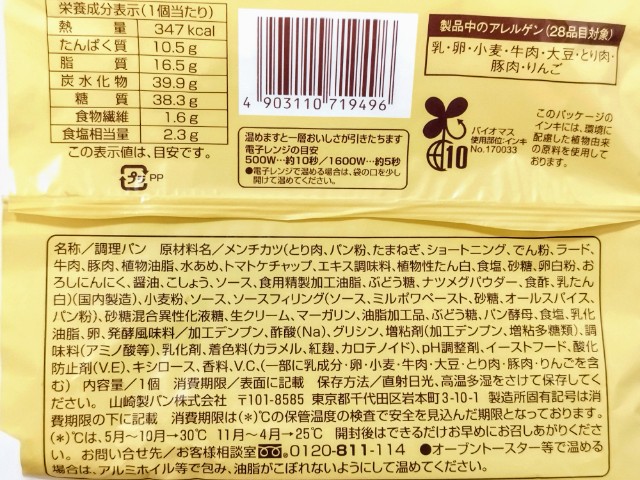 栄養成分表示(1個当たり)
熱量 347kcal
たんぱく質 10.5g
脂質 16.5g
炭水化物 39.9g
糖質 38.3g
食物繊維 1.6g
食塩相当量 2.3g
この表示値は、目安です。
プラ PP
4 903110 719496
温めますと一層おいしさが引きたちます
電子レンジの目安
500W…約10秒/1600W…約5秒
●電子レンジで温める場合は、袋の口を少し
開けて温めてください。
製品中のアレルゲン(28品目対象)
乳・卵・小麦・牛肉・大豆・とり肉・
豚肉・りんご
10
バイオマス
使用部位:インキ
No.170033
このパッケージの
インキには、環境に
配慮した植物由来
の原料を使用して
おります。
名称/調理パン 原材料名/メンチカツ(とり肉、パン粉、たまねぎ、ショートニング、でん粉、ラード、
牛肉、豚肉、植物油脂、水あめ、トマトケチャップ、エキス調味料、植物性たん白、食塩、砂糖、卵白粉、お
ろしにんにく、醤油、こしょう、ソース、食用精製加工油脂、ぶどう糖、ナツメグパウダー、食酢、乳たん
白)(国内製造)、小麦粉、ソース、ソースフィリング(ソース、ミルポワペースト、砂糖、オールスパイス、
パン粉)、砂糖混合異性化液糖、生クリーム、マーガリン、油脂加工品、ぶどう糖、パン酵母、食塩、乳化
油脂、卵、発酵風味料/加工デンプン、酢酸(Na)、グリシン、増粘剤(加工デンプン、増粘多糖類)、調
味料(アミノ酸等)、乳化剤、着色料(カラメル、紅麹、カロテノイド)、pH調整剤、イーストフード、酸化
防止剤(V.E)、キシロース、香料、V.C、(一部に乳成分・卵・小麦・牛肉・大豆・とり肉・豚肉・りんごを含
む) 内容量/1個 消費期限/表面に記載 保存方法/直射日光、高温多湿をさけて保存してく
ださい。 山崎製パン株式会社 〒101-8585 東京都千代田区岩本町3-10-1 製造所固有記号は消
費期限の下に記載 消費期限は(*)℃の保管温度の検査で安全を見込んだ期限となっております。
(*)℃は、5月〜10月→30℃ 11月〜4月→25℃ 開封後はできるだけお早めにお召しあがりくださ
い。 お問い合せ先/お客様相談室 0120-811-114 ●オーブントースター等で温める
場合は、アルミホイル等で包み、油脂がこぼれないようにして温めてください。